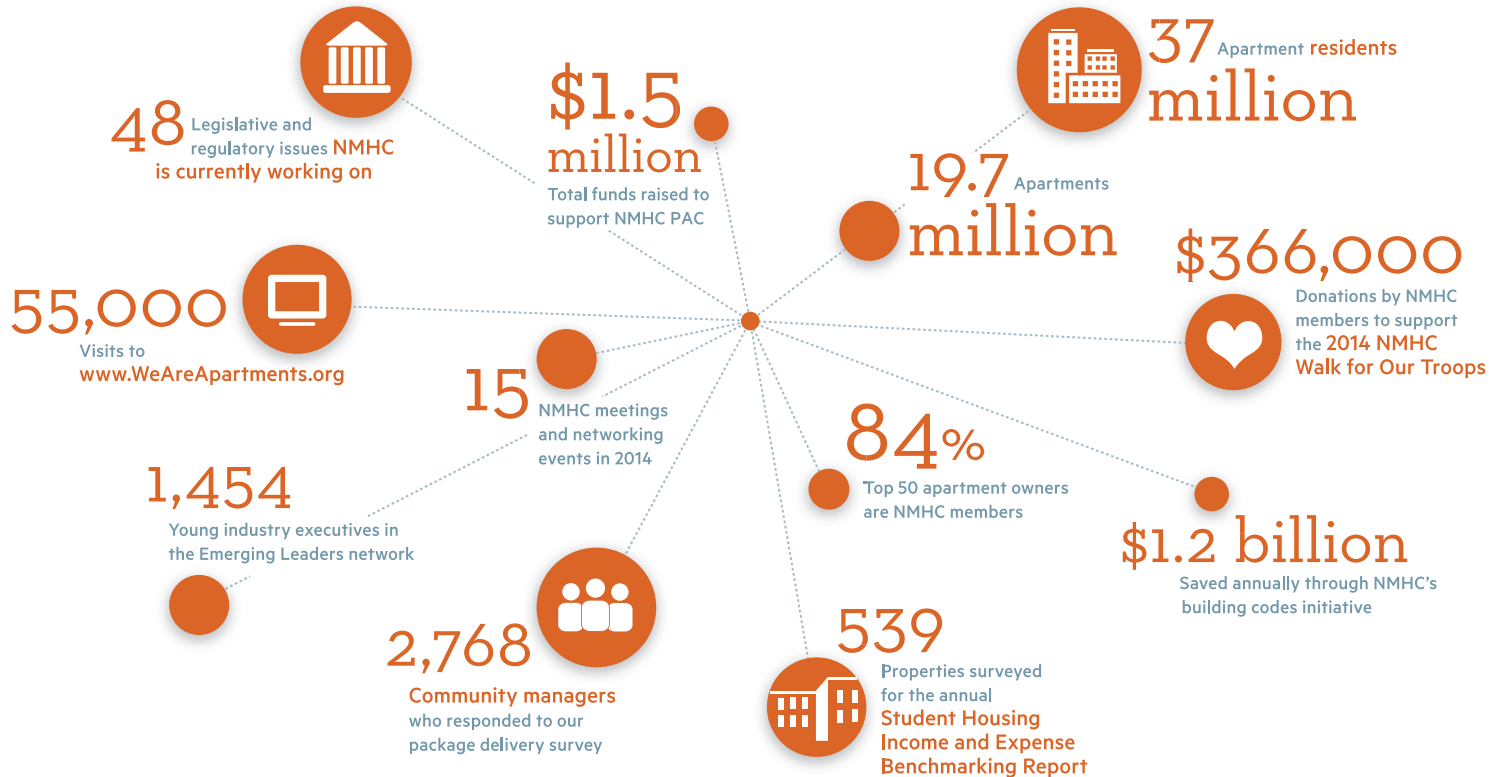 48 Legislative and
regulatory issues NMHC
is currently working on
$1.5
million
Total funds raised to
support NMHC PAC
37 Apartment residents
million
19.7 Apartments
million
$366,000
Donations by NMHC
members to support
the 2014 NMHC
Walk for Our Troops
55,000
Visits to
www.WeAreApartments.org
15
NMHC meetings
and networking
events in 2014
84%
Top 50 apartment owners
are NMHC members
1,454
Young industry executives in
the Emerging Leaders network
$1.2 billion
Saved annually through NMHC’s
building codes initiative
2,768
Community managers
who responded to our
package delivery survey
539
Properties surveyed
for the annual
Student Housing
Income and Expense
Benchmarking Report